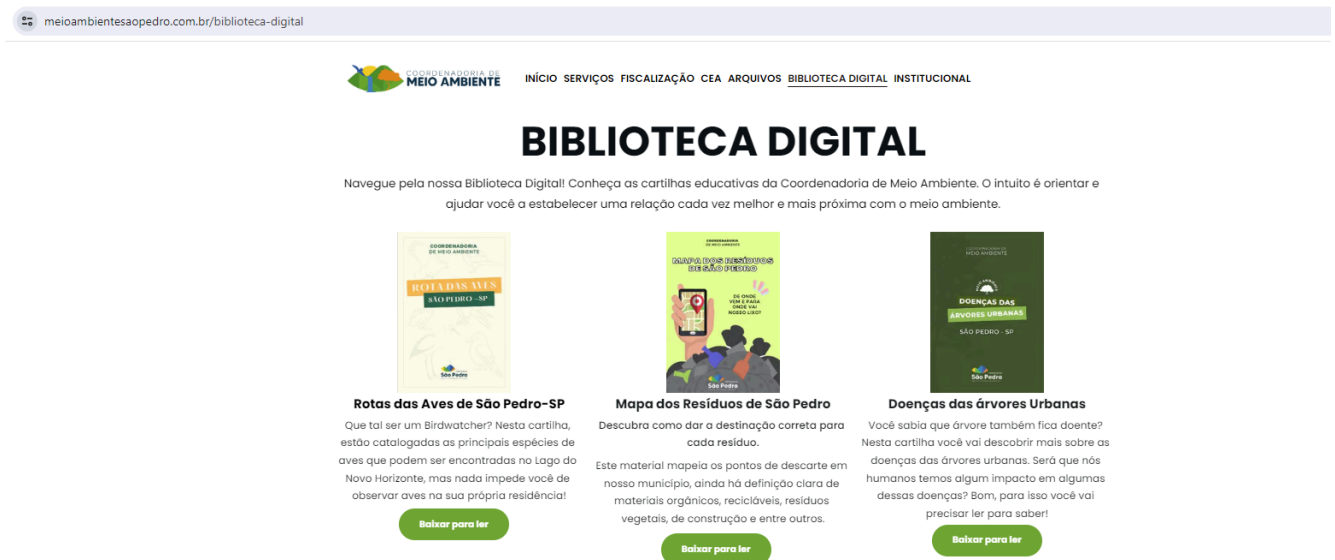 meioambientesaopedro.com.br/biblioteca-digital
COORDENADORIA DE
MEIO AMBIENTE
INÍCIO SERVIÇOS FISCALIZAÇÃO CEA ARQUIVOS BIBLIOTECA DIGITAL INSTITUCIONAL
BIBLIOTECA DIGITAL
Navegue pela nossa Biblioteca Digital! Conheça as cartilhas educativas da Coordenadoria de Meio Ambiente. O intuito é orientar e
ajudar você a estabelecer uma relação cada vez melhor e mais próxima com o meio ambiente.
COORDENADORIA
DE MEIO AMBIENTE
ROTA DAS AVES
SÃO PEDRO - SP
São Pedro
Rotas das Aves de São Pedro-SP
Que tal ser um Birdwatcher? Nesta cartilha,
estão catalogadas as principais espécies de
aves que podem ser encontradas no Lago do
Novo Horizonte, mas nada impede você de
observar aves na sua própria residência!
Baixar para ler
COORDENADORIA
DE MEIO AMBIENTE
MAPA DOS RESÍDUOS
DE SÃO PEDRO
DE ONDE
VEM E PARA
ONDE VAI
NOSSO LIXO?
São Pedro
Mapa dos Resíduos de São Pedro
Descubra como dar a destinação correta para
cada resíduo.
Este material mapeia os pontos de descarte em
nosso município, ainda há definição clara de
materiais orgânicos, recicláveis, resíduos
vegetais, de construção e entre outros.
Baixar para ler
COORDENADORIA DE
MEIO AMBIENTE
DOENÇAS DAS
ÁRVORES URBANAS
SÃO PEDRO - SP
São Pedro
Doenças das árvores Urbanas
Você sabia que árvore também fica doente?
Nesta cartilha você vai descobrir mais sobre as
doenças das árvores urbanas. Será que nós
humanos temos algum impacto em algumas
dessas doenças? Bom, para isso você vai
precisar ler para saber!
Baixar para ler